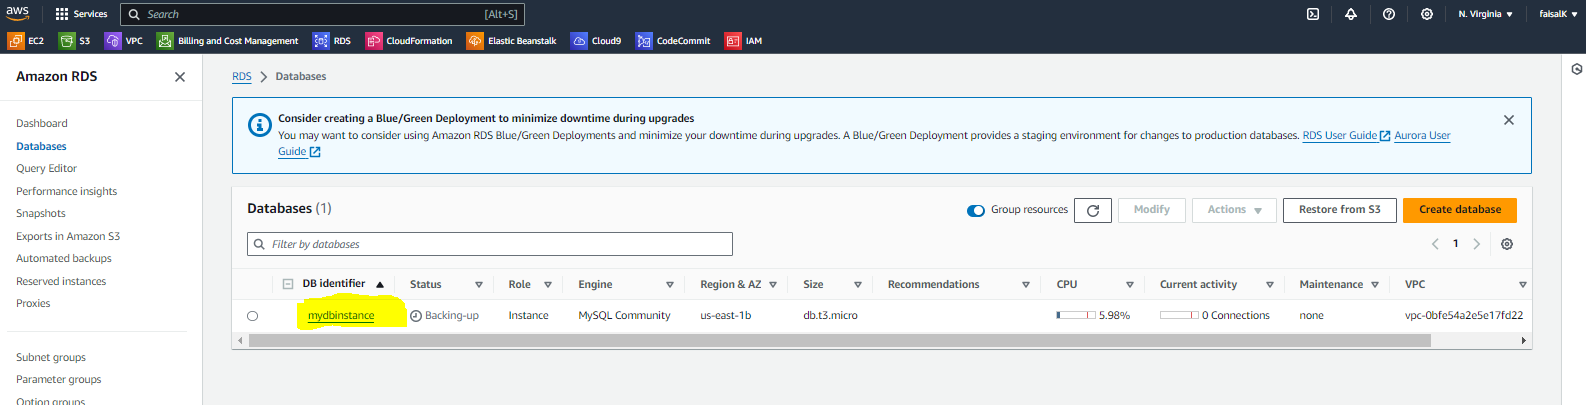 aws Services Search [Alt+S] N. Virginia faisalK
EC2 S3 VPC Billing and Cost Management RDS CloudFormation Elastic Beanstalk Cloud9 CodeCommit IAM
Amazon RDS
Dashboard
Databases
Query Editor
Performance insights
Snapshots
Exports in Amazon S3
Automated backups
Reserved instances
Proxies
Subnet groups
Parameter groups
Option groups
RDS > Databases
Consider creating a Blue/Green Deployment to minimize downtime during upgrades
You may want to consider using Amazon RDS Blue/Green Deployments and minimize your downtime during upgrades. A Blue/Green Deployment provides a staging environment for changes to production databases. RDS User Guide Aurora User
Guide
Databases (1) Group resources Modify Actions Restore from S3 Create database
Filter by databases 1
DB identifier Status Role Engine Region & AZ Size Recommendations CPU Current activity Maintenance VPC
mydbinstance Backing-up Instance MySQL Community us-east-1b db.t3.micro 5.98% 0 Connections none vpc-0bfe54a2e5e17fd22